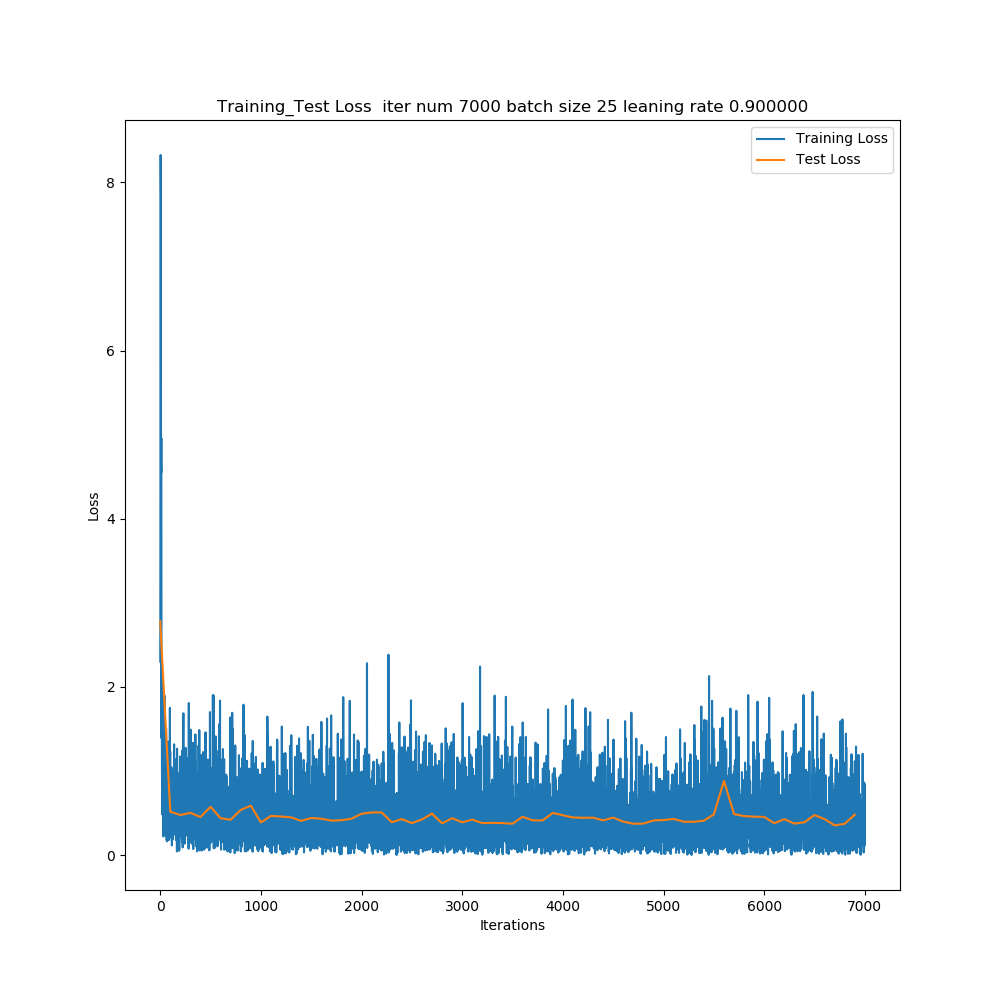 Training_Test Loss  iter num 7000 batch size 25 leaning rate 0.900000
Training Loss
Test Loss
8
6
4
2
0
Loss
0 1000 2000 3000 4000 5000 6000 7000
Iterations